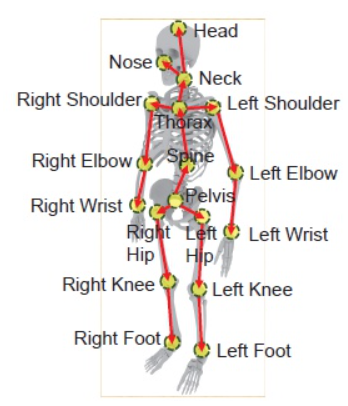 Head
Nose
Neck
Right Shoulder
Left Shoulder
Thorax
Right Elbow
Spine
Left Elbow
Right Wrist
Pelvis
Left Wrist
Right
Hip
Left
Hip
Right Knee
Left Knee
Right Foot
Left Foot